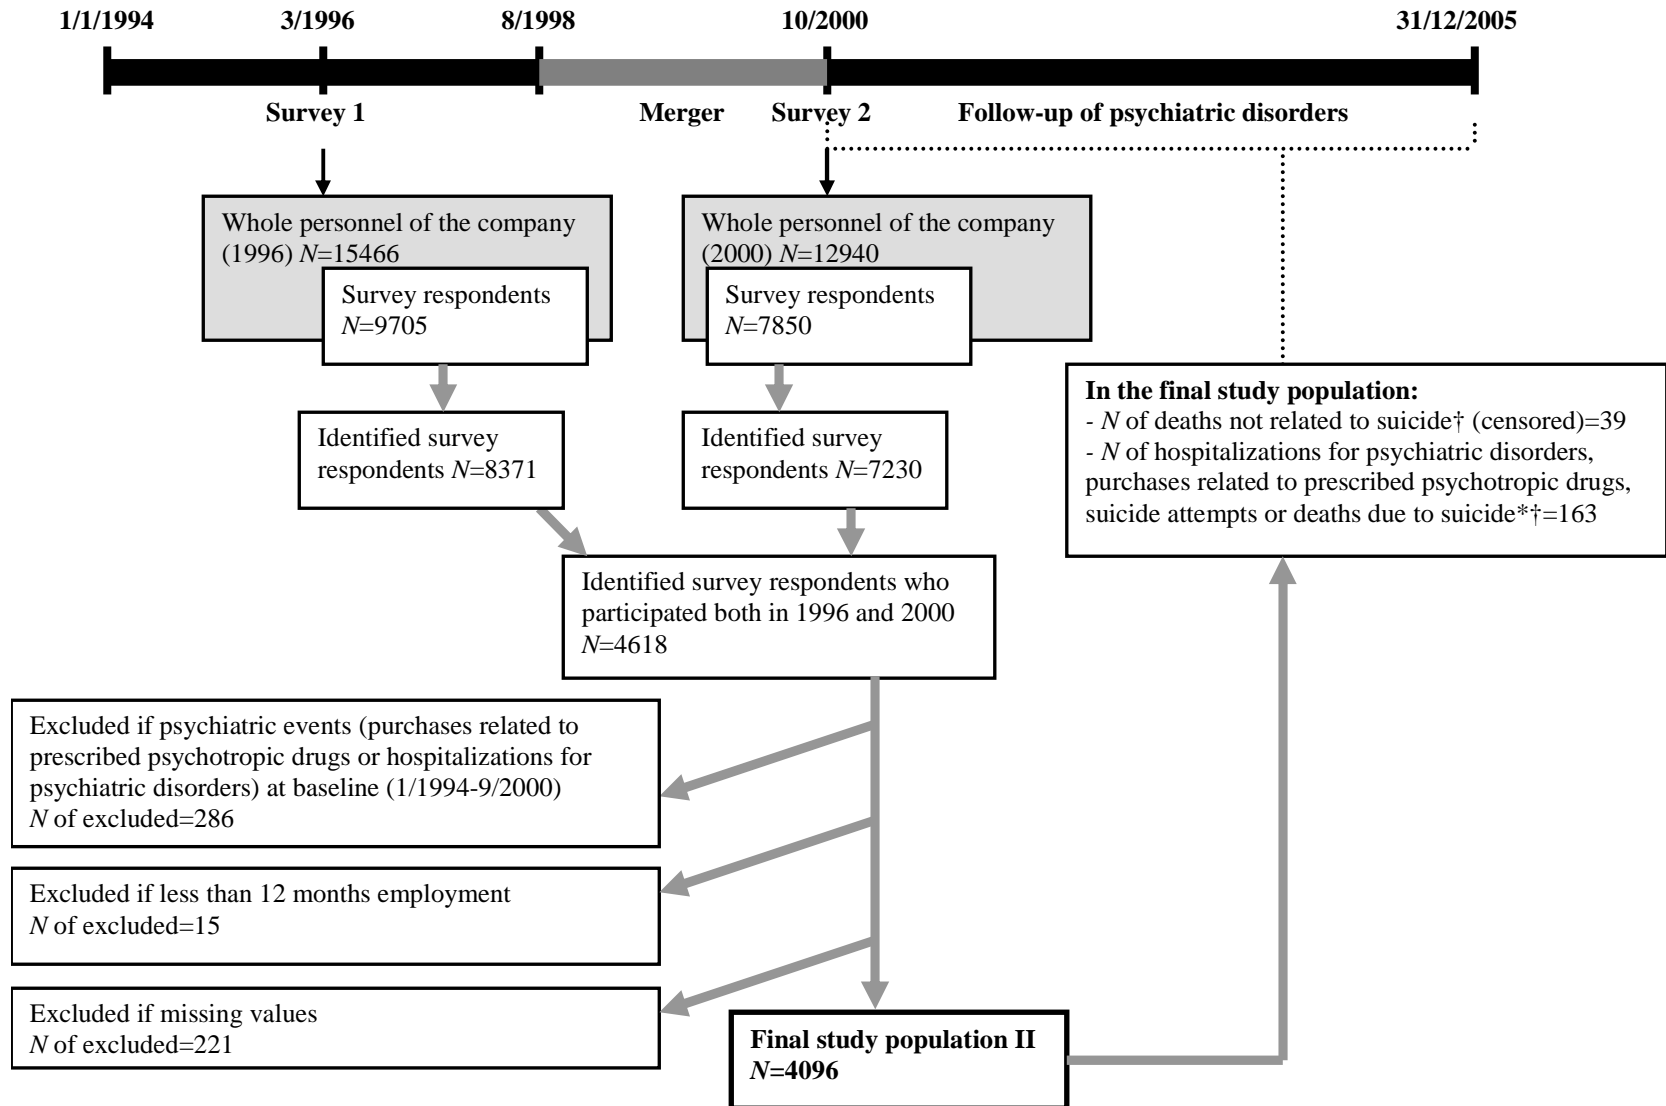 1/1/1994 3/1996 8/1998 10/2000 31/12/2005
Survey 1 Merger Survey 2 Follow-up of psychiatric disorders
Whole personnel of the company
(1996) N=15466
Survey respondents
N=9705
Whole personnel of the company
(2000) N=12940
Survey respondents
N=7850
Identified survey
respondents N=8371
Identified survey
respondents N=7230
In the final study population:
- N of deaths not related to suicide† (censored)=39
- N of hospitalizations for psychiatric disorders,
purchases related to prescribed psychotropic drugs,
suicide attempts or deaths due to suicide*†=163
Identified survey respondents who
participated both in 1996 and 2000
N=4618
Excluded if psychiatric events (purchases related to
prescribed psychotropic drugs or hospitalizations for
psychiatric disorders) at baseline (1/1994-9/2000)
N of excluded=286
Excluded if less than 12 months employment
N of excluded=15
Excluded if missing values
N of excluded=221
Final study population II
N=4096